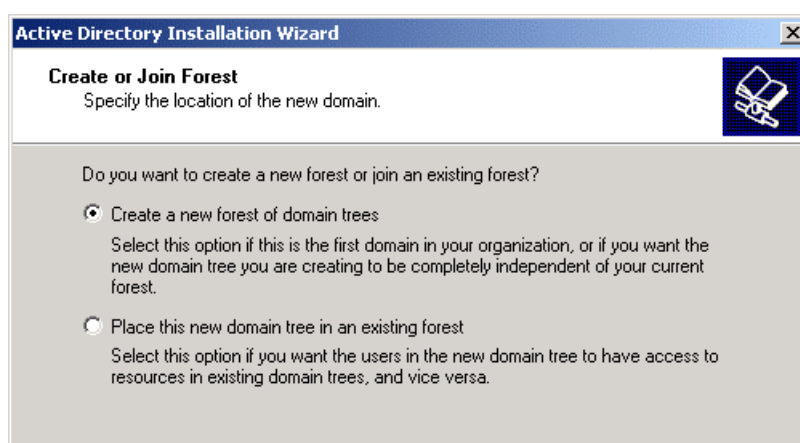 Active Directory Installation Wizard
Create or Join Forest
Specify the location of the new domain.
Do you want to create a new forest or join an existing forest?
Create a new forest of domain trees
Select this option if this is the first domain in your organization, or if you want the
new domain tree you are creating to be completely independent of your current
forest.
Place this new domain tree in an existing forest
Select this option if you want the users in the new domain tree to have access to
resources in existing domain trees, and vice versa.